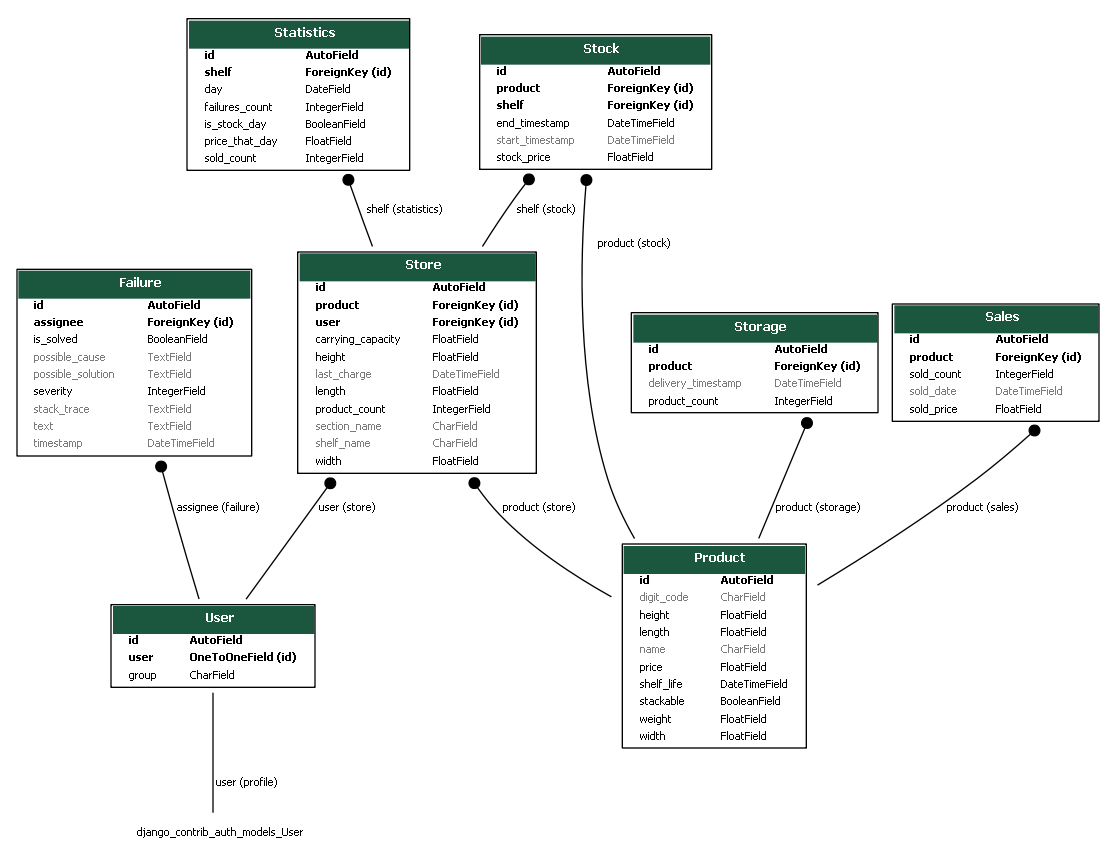 Statistics
id AutoField
shelf ForeignKey (id)
day DateField
failures_count IntegerField
is_stock_day BooleanField
price_that_day FloatField
sold_count IntegerField
Stock
id AutoField
product ForeignKey (id)
shelf ForeignKey (id)
end_timestamp DateTimeField
start_timestamp DateTimeField
stock_price FloatField
shelf (statistics)
shelf (stock)
product (stock)
Failure
id AutoField
assignee ForeignKey (id)
is_solved BooleanField
possible_cause TextField
possible_solution TextField
severity IntegerField
stack_trace TextField
text TextField
timestamp DateTimeField
Store
id AutoField
product ForeignKey (id)
user ForeignKey (id)
carrying_capacity FloatField
height FloatField
last_charge DateTimeField
length FloatField
product_count IntegerField
section_name CharField
shelf_name CharField
width FloatField
Storage
id AutoField
product ForeignKey (id)
delivery_timestamp DateTimeField
product_count IntegerField
Sales
id AutoField
product ForeignKey (id)
sold_count IntegerField
sold_date DateTimeField
sold_price FloatField
assignee (failure)
user (store)
product (store)
product (storage)
product (sales)
User
id AutoField
user OneToOneField (id)
group CharField
Product
id AutoField
digit_code CharField
height FloatField
length FloatField
name CharField
price FloatField
shelf_life DateTimeField
stackable BooleanField
weight FloatField
width FloatField
user (profile)
django_contrib_auth_models_User